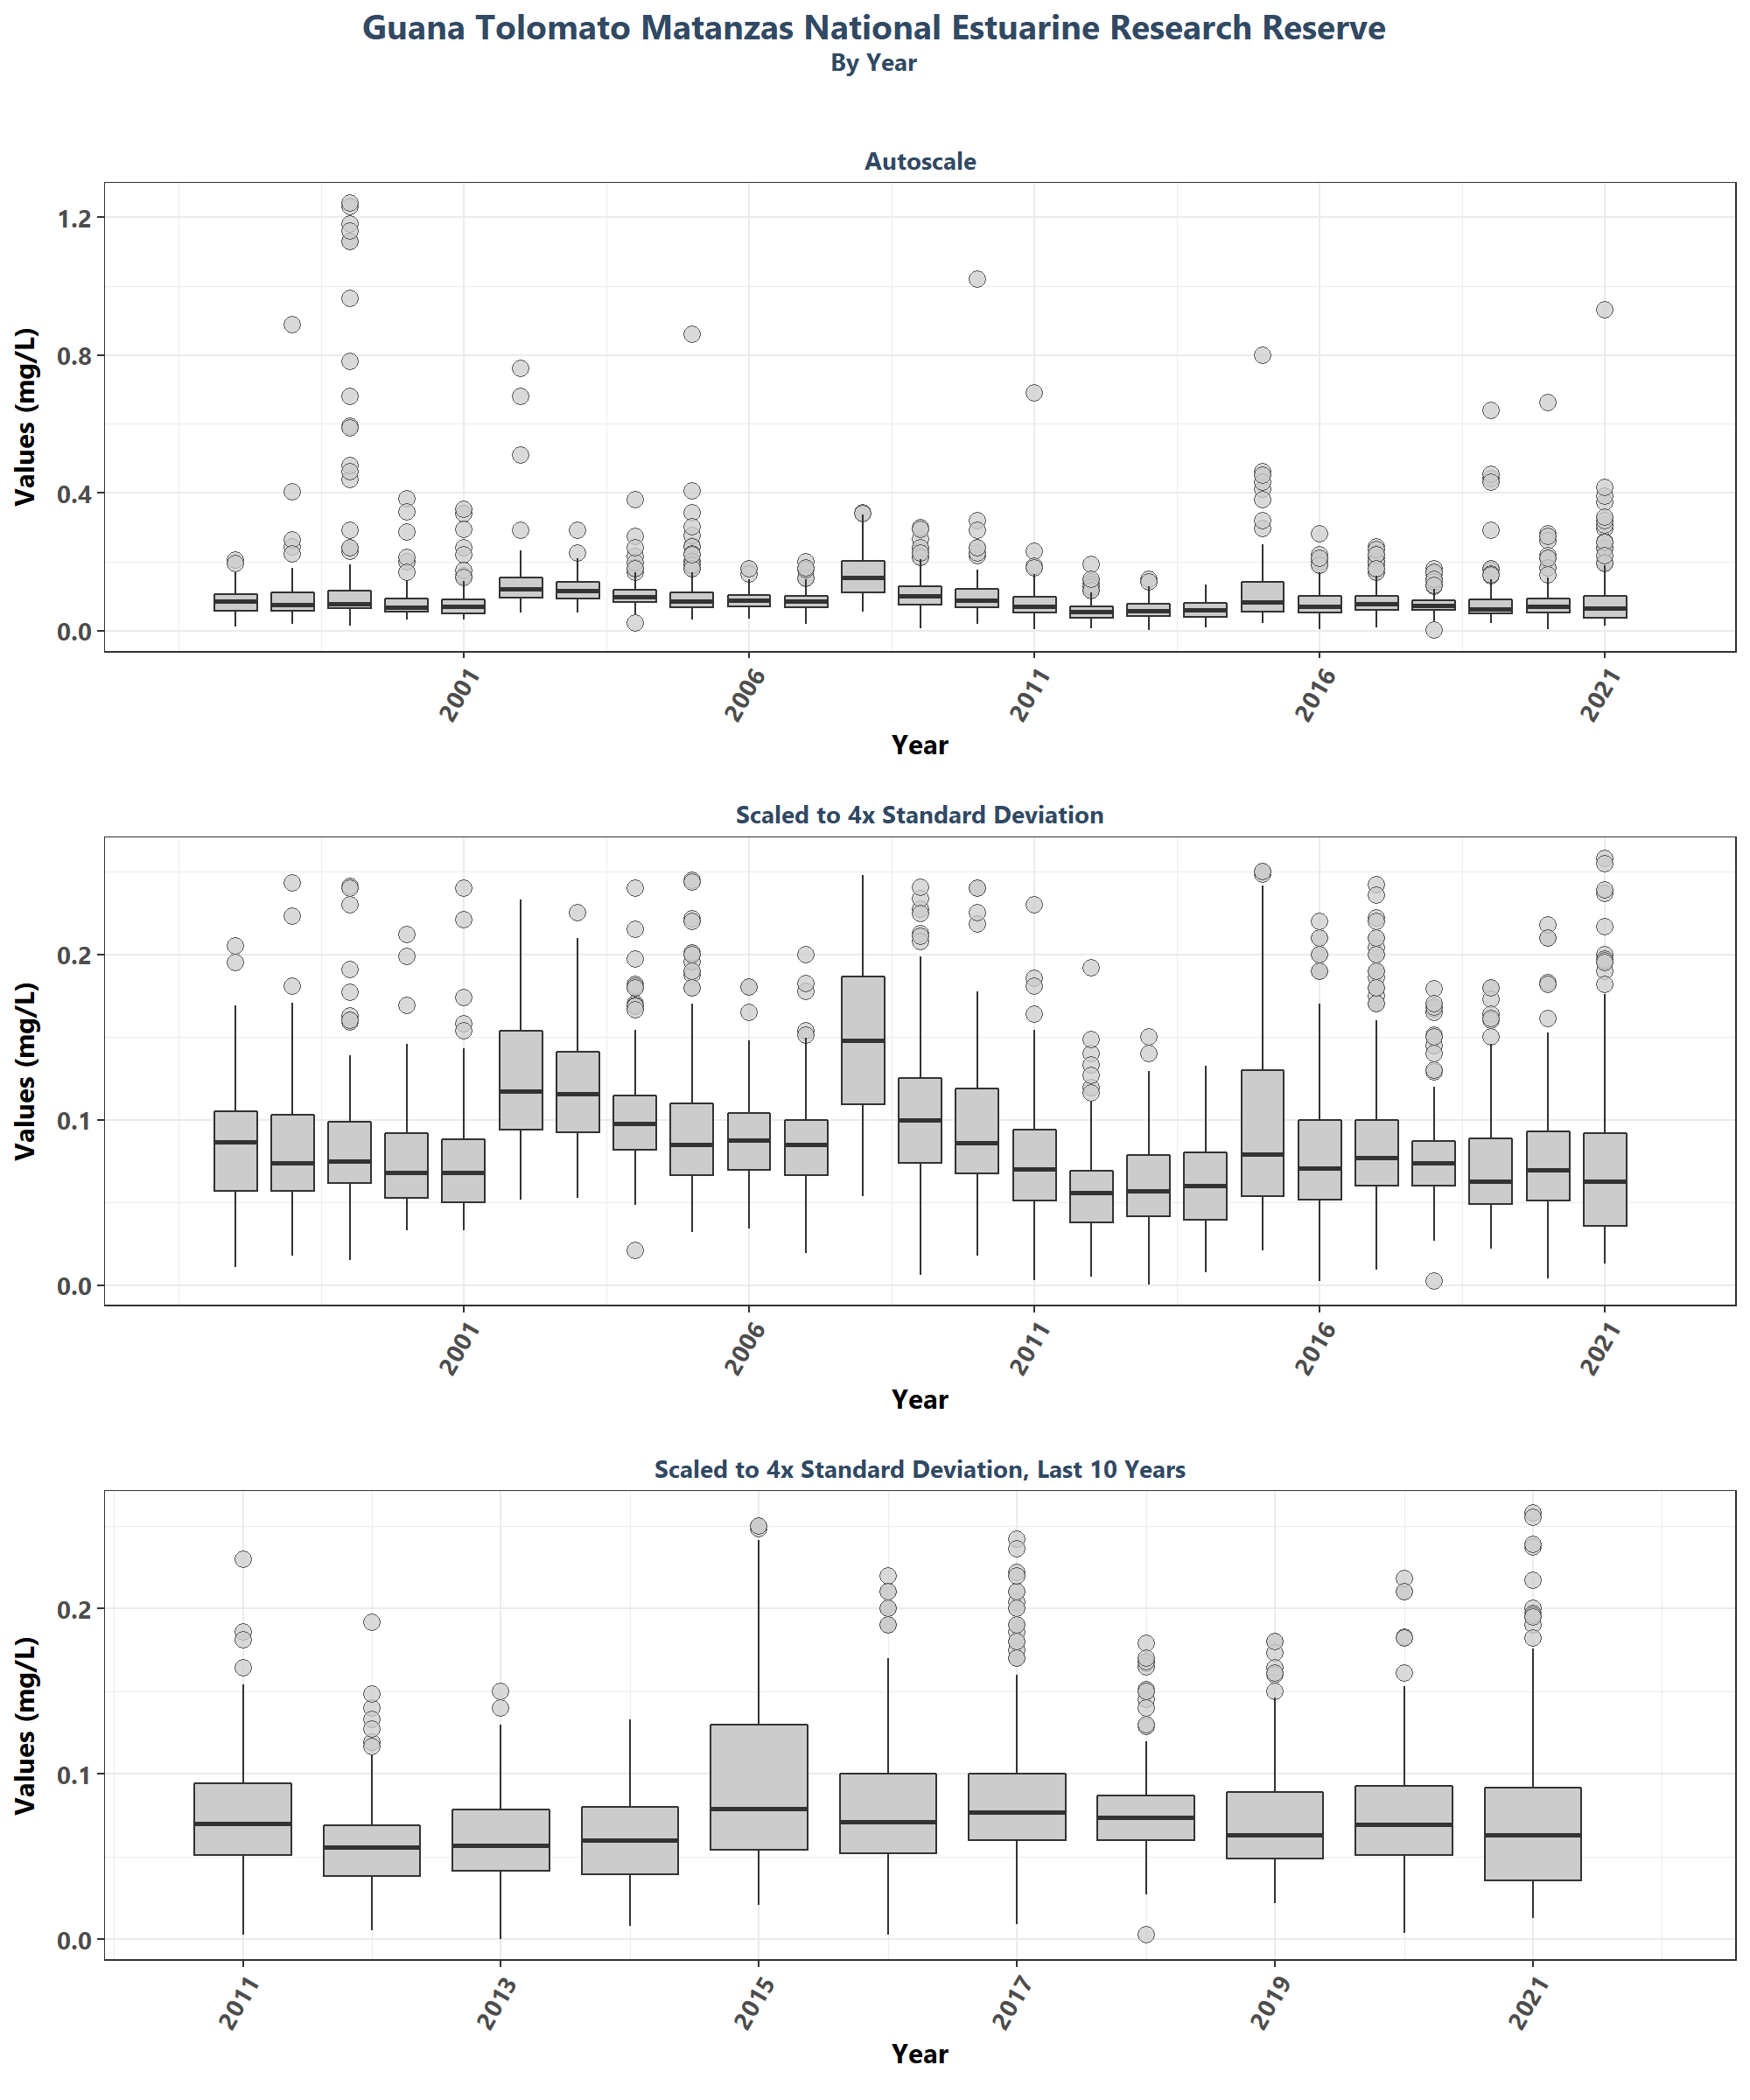 Guana Tolomato Matanzas National Estuarine Research Reserve
By Year
Autoscale
Values (mg/L)
1.2
0.8
0.4
0.0
2001
2006
2011
2016
2021
Year
Scaled to 4x Standard Deviation
Values (mg/L)
0.2
0.1
0.0
2001
2006
2011
2016
2021
Year
Scaled to 4x Standard Deviation, Last 10 Years
Values (mg/L)
0.2
0.1
0.0
2011
2013
2015
2017
2019
2021
Year